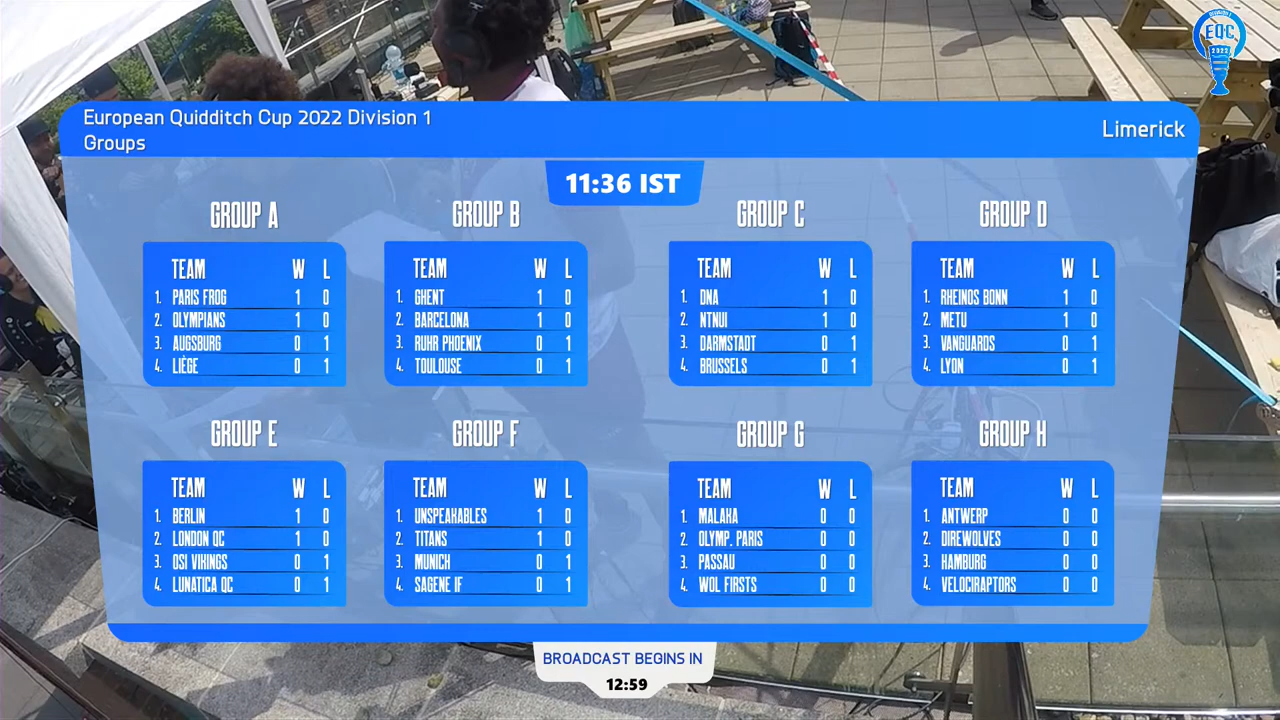 DIVISION 1
EQC
2022
European Quidditch Cup 2022 Division 1
Groups
Limerick
11:36 IST
GROUP A
TEAM W L
1. PARIS FROG 1 0
2. OLYMPIANS 1 0
3. AUGSBURG 0 1
4. LIÈGE 0 1
GROUP B
TEAM W L
1. GHENT 1 0
2. BARCELONA 1 0
3. RUHR PHOENIX 0 1
4. TOULOUSE 0 1
GROUP C
TEAM W L
1. DNA 1 0
2. NTNUI 1 0
3. DARMSTADT 0 1
4. BRUSSELS 0 1
GROUP D
TEAM W L
1. RHEINOS BONN 1 0
2. METU 1 0
3. VANGUARDS 0 1
4. LYON 0 1
GROUP E
TEAM W L
1. BERLIN 1 0
2. LONDON QC 1 0
3. OSI VIKINGS 0 1
4. LUNATICA QC 0 1
GROUP F
TEAM W L
1. UNSPEAKABLES 1 0
2. TITANS 1 0
3. MUNICH 0 1
4. SAGENE IF 0 1
GROUP G
TEAM W L
1. MALAKA 0 0
2. OLYMP. PARIS 0 0
3. PASSAU 0 0
4. WOL FIRSTS 0 0
GROUP H
TEAM W L
1. ANTWERP 0 0
2. DIREWOLVES 0 0
3. HAMBURG 0 0
4. VELOCIRAPTORS 0 0
BROADCAST BEGINS IN
12:59